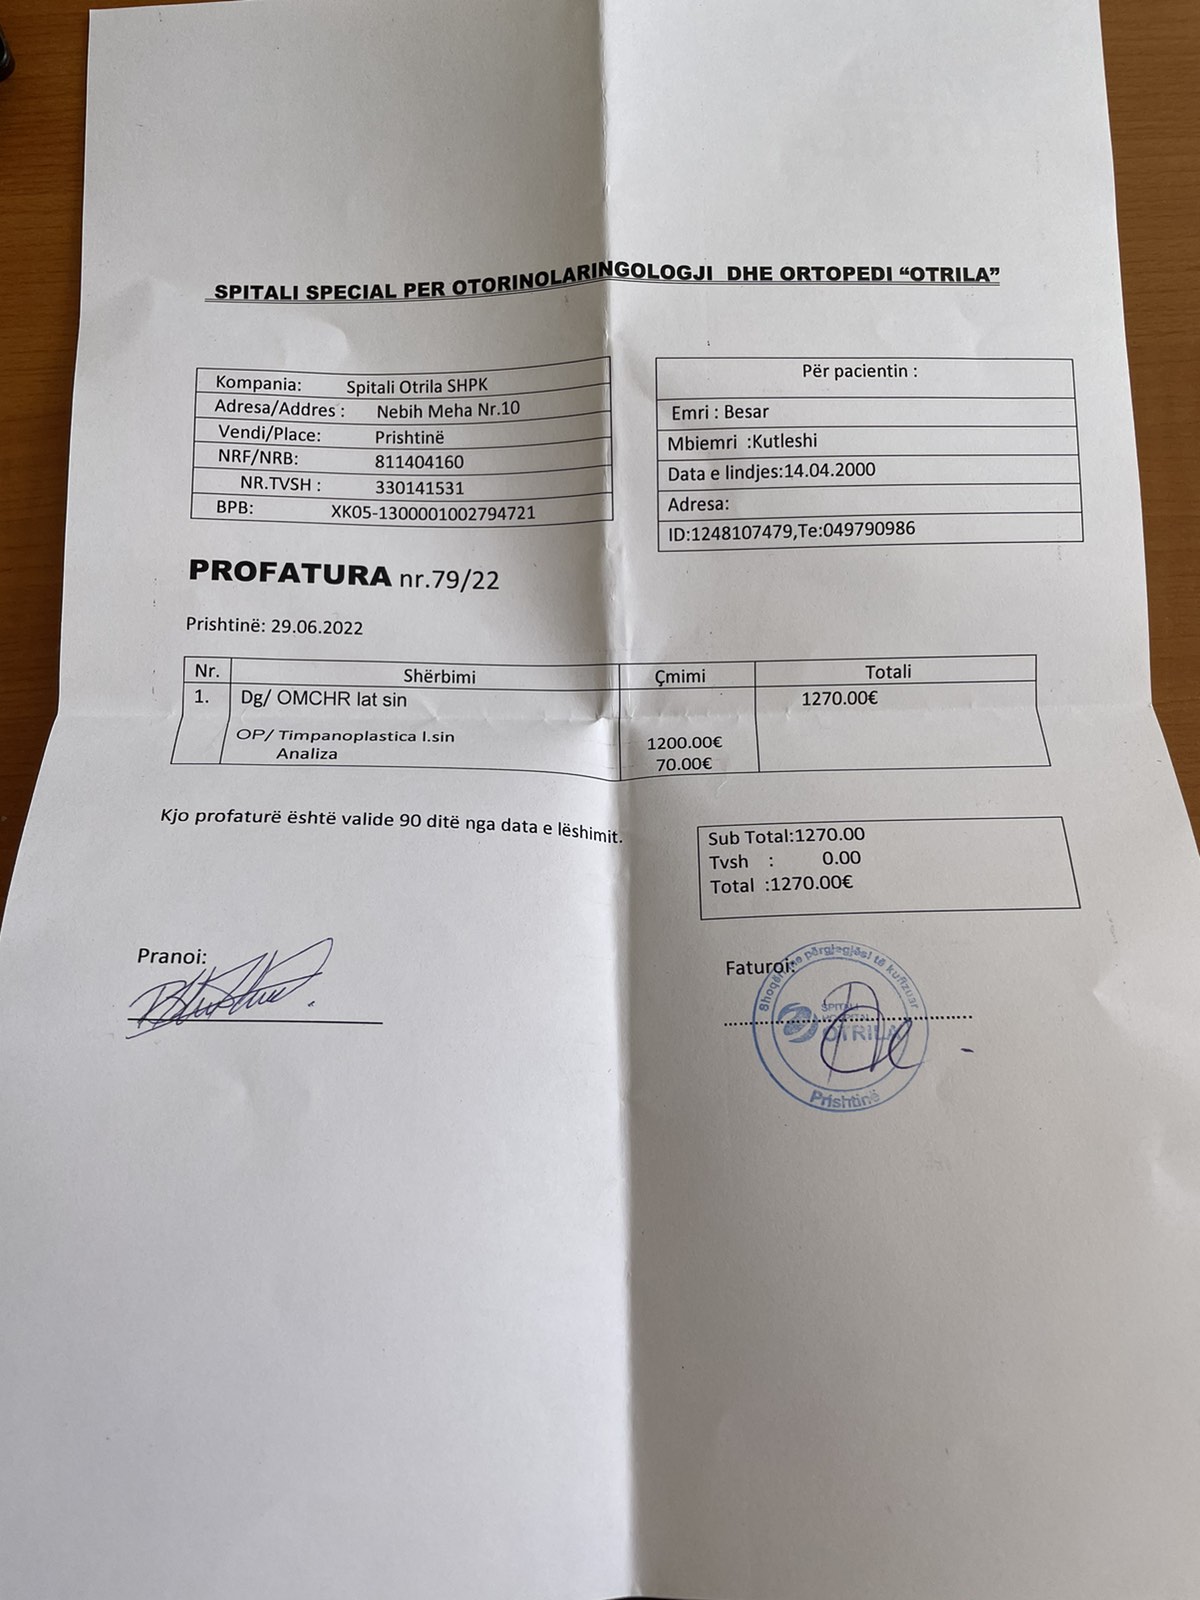 SPITALI SPECIAL PER OTORINOLARINGOLOGJI DHE ORTOPEDI “OTRILA”
Kompania: Spitali Otrila SHPK
Adresa/Addres : Nebih Meha Nr.10
Vendi/Place: Prishtinë
NRF/NRB: 811404160
NR.TVSH : 330141531
BPB: XK05-1300001002794721
Për pacientin :
Emri : Besar
Mbiemri :Kutleshi
Data e lindjes:14.04.2000
Adresa:
ID:1248107479,Te:049790986
PROFATURA nr.79/22
Prishtinë: 29.06.2022
Nr. Shërbimi Çmimi Totali
1. Dg/ OMCHR lat sin 1270.00€
OP/ Timpanoplastica l.sin 1200.00€
Analiza 70.00€
Kjo profaturë është valide 90 ditë nga data e lëshimit.
Sub Total:1270.00
Tvsh : 0.00
Total :1270.00€
Pranoi:
Faturoi:
përgjegjësi të kufizuar
SPITALI
OTRILA
Prishtinë